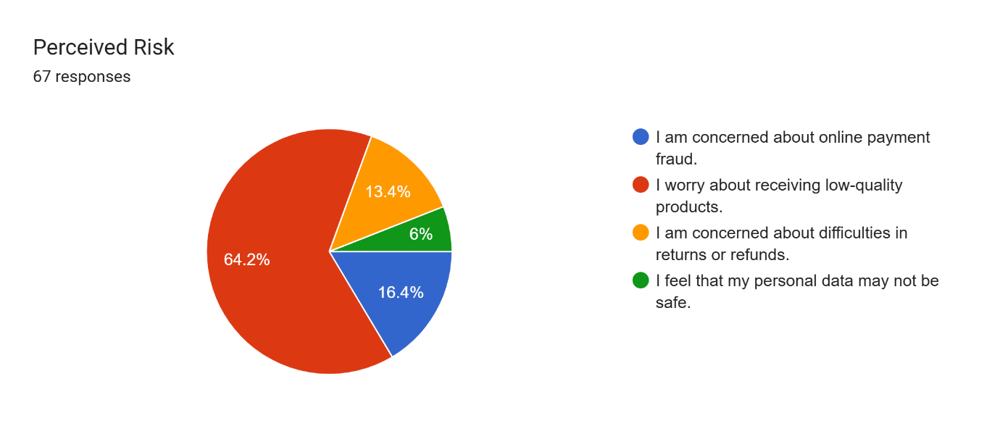 Perceived Risk
67 responses
13.4%
6%
64.2%
16.4%
I am concerned about online payment
fraud.
I worry about receiving low-quality
products.
I am concerned about difficulties in
returns or refunds.
I feel that my personal data may not be
safe.